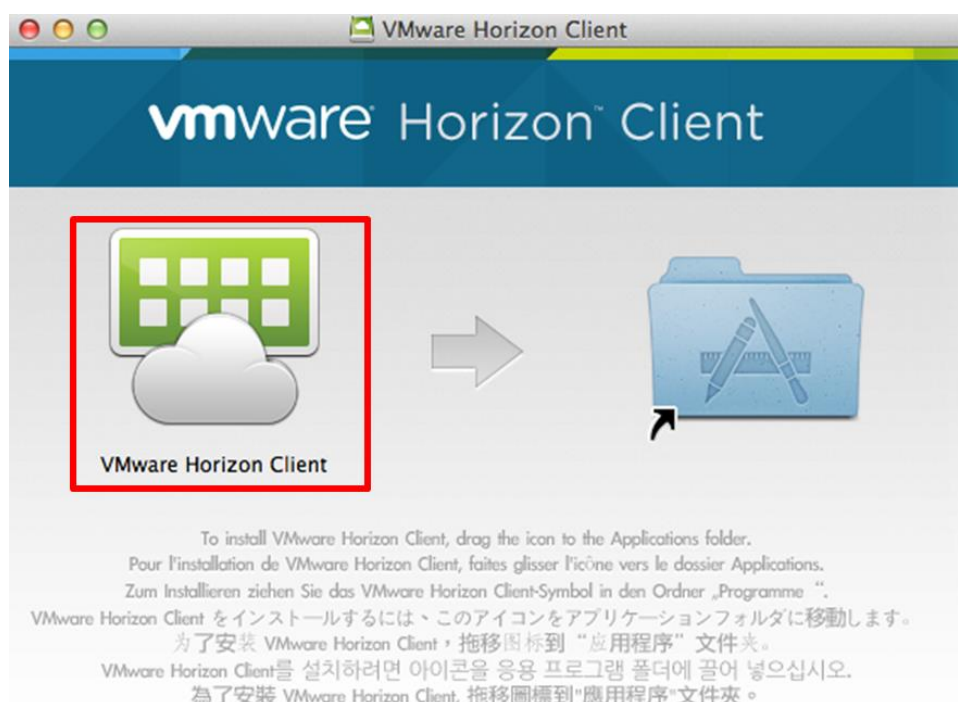 VMware Horizon Client
vmware Horizon™ Client
VMware Horizon Client
To install VMware Horizon Client, drag the icon to the Applications folder.
Pour l'installation de VMware Horizon Client, faites glisser l'icône vers le dossier Applications.
Zum Installieren ziehen Sie das VMware Horizon Client-Symbol in den Ordner „Programme “.
VMware Horizon Client をインストールするには、このアイコンをアプリケーションフォルダに移動します。
为了安装 VMware Horizon Client，拖移图标到“应用程序”文件夹。
VMware Horizon Client를 설치하려면 아이콘을 응용 프로그램 폴더에 끌어 넣으십시오.
為了安裝 VMware Horizon Client, 拖移圖標到"應用程序"文件夾。